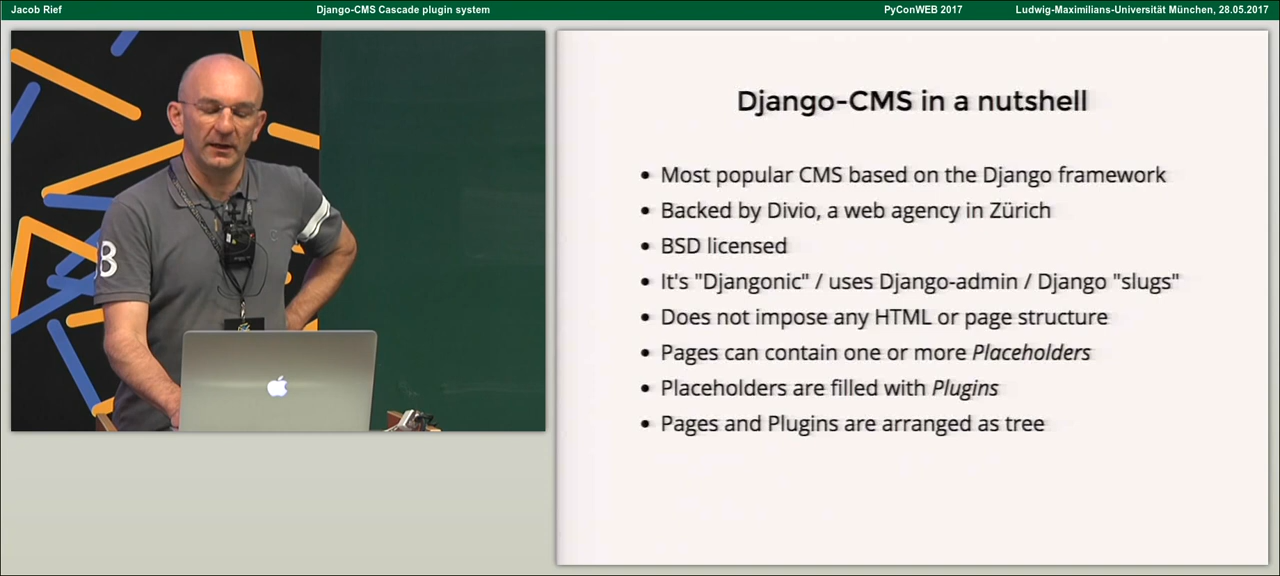 Jacob Rief
Django-CMS Cascade plugin system
PyConWEB 2017
Ludwig-Maximilians-Universität München, 28.05.2017
B
Django-CMS in a nutshell
• Most popular CMS based on the Django framework
• Backed by Divio, a web agency in Zürich
• BSD licensed
• It's "Djangonic" / uses Django-admin / Django "slugs"
• Does not impose any HTML or page structure
• Pages can contain one or more Placeholders
• Placeholders are filled with Plugins
• Pages and Plugins are arranged as tree